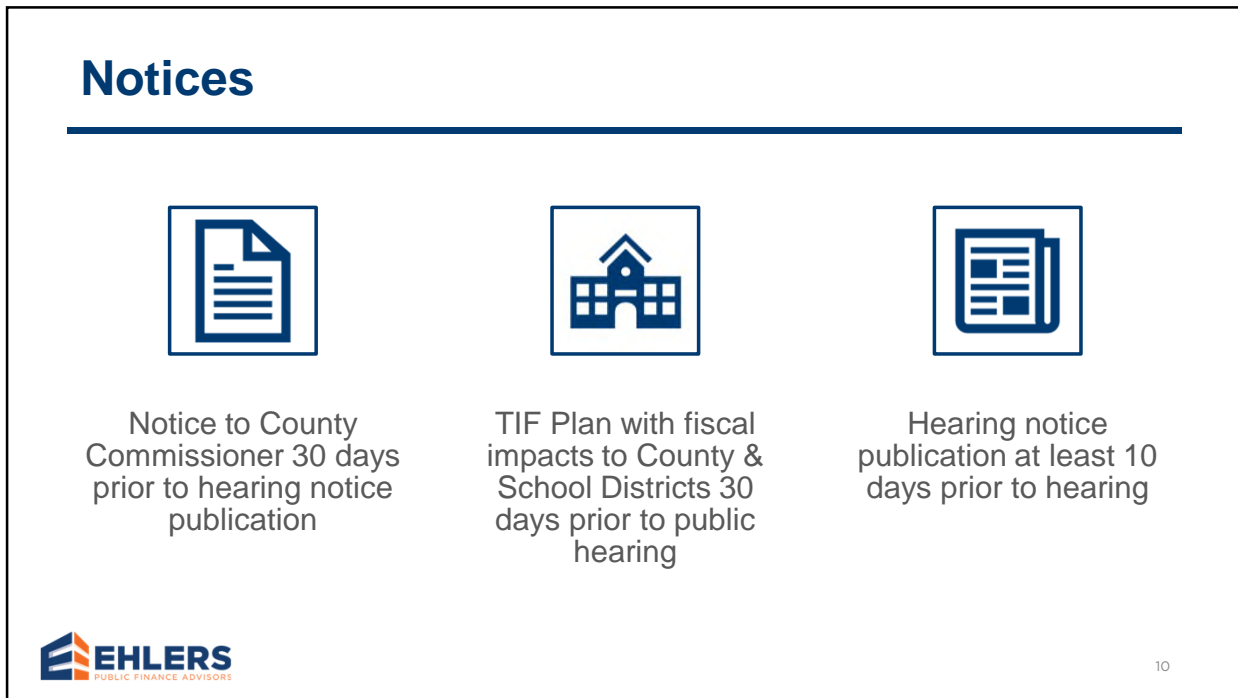 Notices
Notice to County
Commissioner 30 days
prior to hearing notice
publication
TIF Plan with fiscal
impacts to County &
School Districts 30
days prior to public
hearing
Hearing notice
publication at least 10
days prior to hearing
EHLERS
PUBLIC FINANCE ADVISORS
10